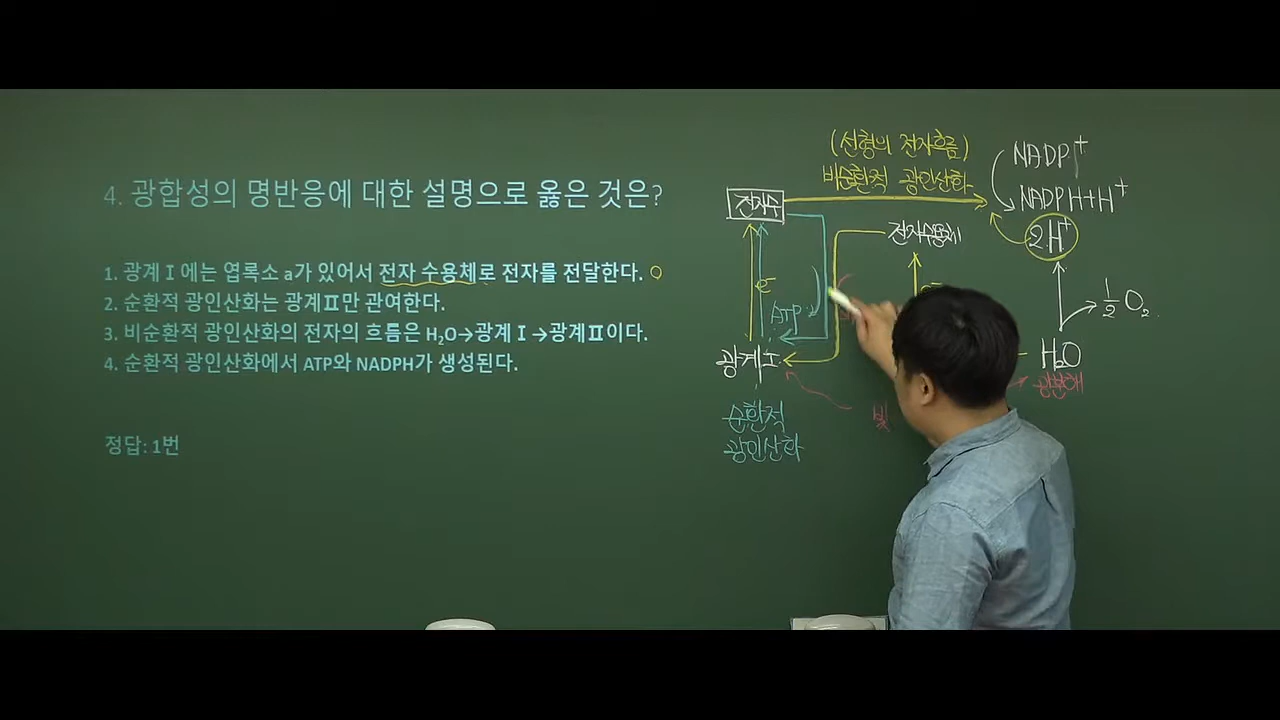 4. 광합성의 명반응에 대한 설명으로 옳은 것은?
1. 광계Ⅰ에는 엽록소 a가 있어서 전자 수용체로 전자를 전달한다. O
2. 순환적 광인산화는 광계Ⅱ만 관여한다.
3. 비순환적 광인산화의 전자의 흐름은 H₂O→광계Ⅰ→광계Ⅱ이다.
4. 순환적 광인산화에서 ATP와 NADPH가 생성된다.
정답: 1번
(선형의 전자흐름)
비순환적 광인산화
NADP⁺
NADPH+H⁺
2H⁺
전자수용체
e⁻
ATP
½O₂
광계Ⅰ
H₂O
광분해
빛
순환적
광인산화